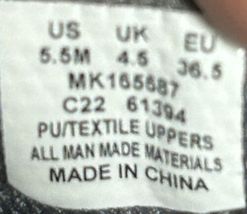 US UK EU
5.5M 4.5 36.5
MK165687
C22 61394
PU/TEXTILE UPPERS
ALL MAN MADE MATERIALS
MADE IN CHINA